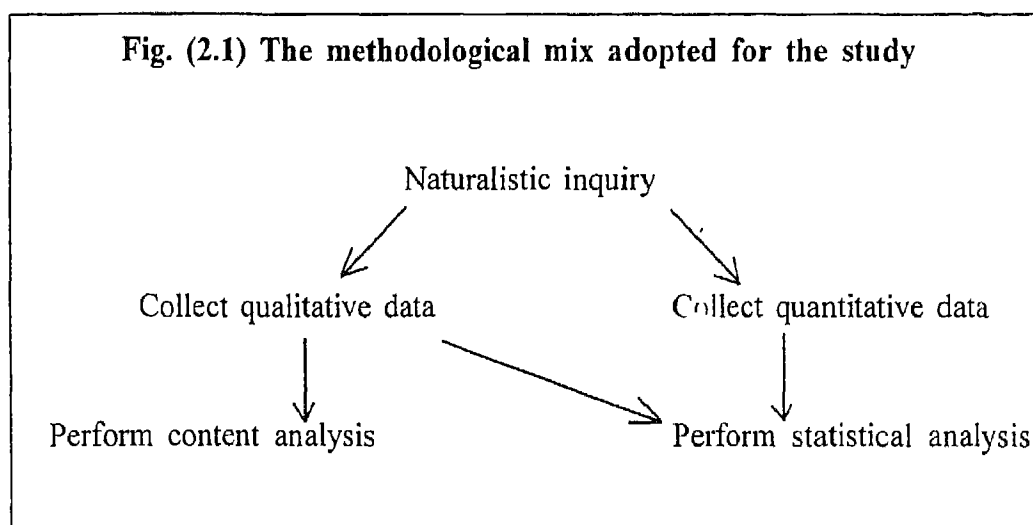 Fig. (2.1) The methodological mix adopted for the study
Naturalistic inquiry
Collect qualitative data Collect quantitative data
Perform content analysis Perform statistical analysis